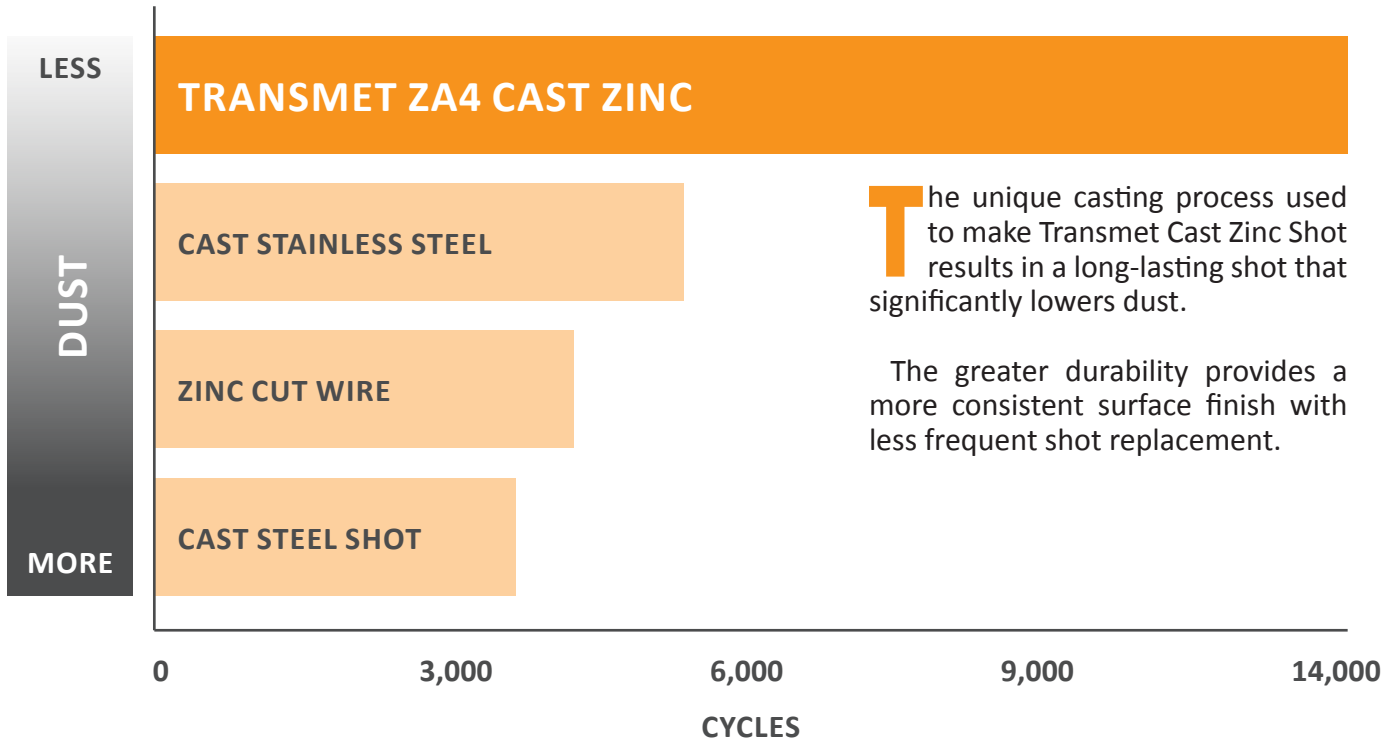 LESS
DUST
MORE
TRANSMET ZA4 CAST ZINC
CAST STAINLESS STEEL
ZINC CUT WIRE
CAST STEEL SHOT
The unique casting process used
to make Transmet Cast Zinc Shot
results in a long-lasting shot that
significantly lowers dust.
The greater durability provides a
more consistent surface finish with
less frequent shot replacement.
0 3,000 6,000 9,000 14,000
CYCLES